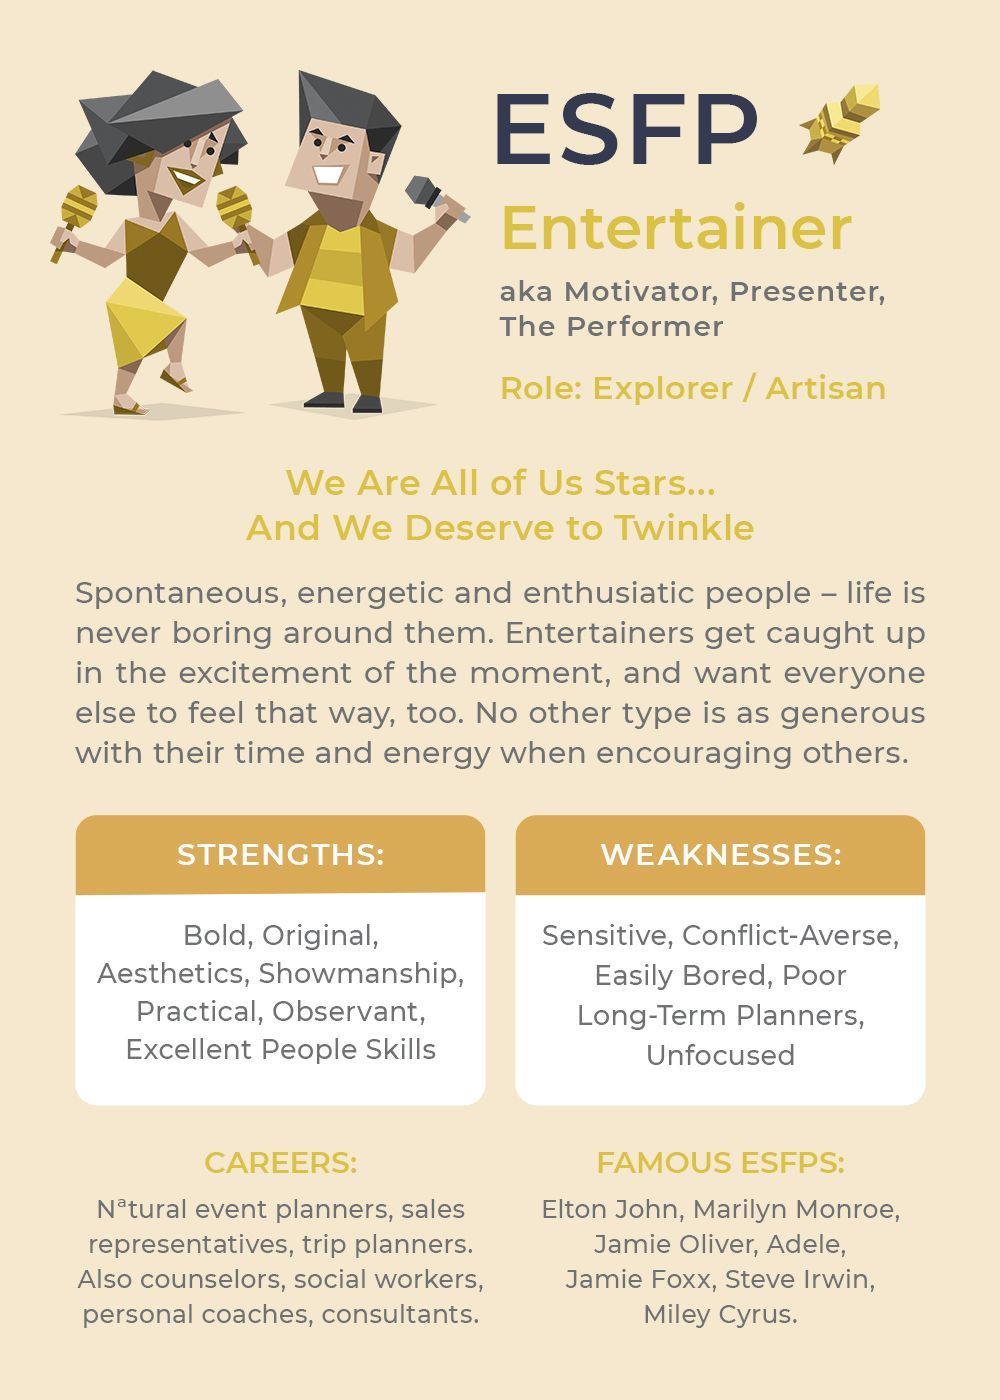 ESFP
Entertainer
aka Motivator, Presenter,
The Performer
Role: Explorer / Artisan
We Are All of Us Stars...
And We Deserve to Twinkle
Spontaneous, energetic and enthusiatic people – life is
never boring around them. Entertainers get caught up
in the excitement of the moment, and want everyone
else to feel that way, too. No other type is as generous
with their time and energy when encouraging others.
STRENGTHS:
Bold, Original,
Aesthetics, Showmanship,
Practical, Observant,
Excellent People Skills
WEAKNESSES:
Sensitive, Conflict-Averse,
Easily Bored, Poor
Long-Term Planners,
Unfocused
CAREERS:
Nªtural event planners, sales
representatives, trip planners.
Also counselors, social workers,
personal coaches, consultants.
FAMOUS ESFPS:
Elton John, Marilyn Monroe,
Jamie Oliver, Adele,
Jamie Foxx, Steve Irwin,
Miley Cyrus.